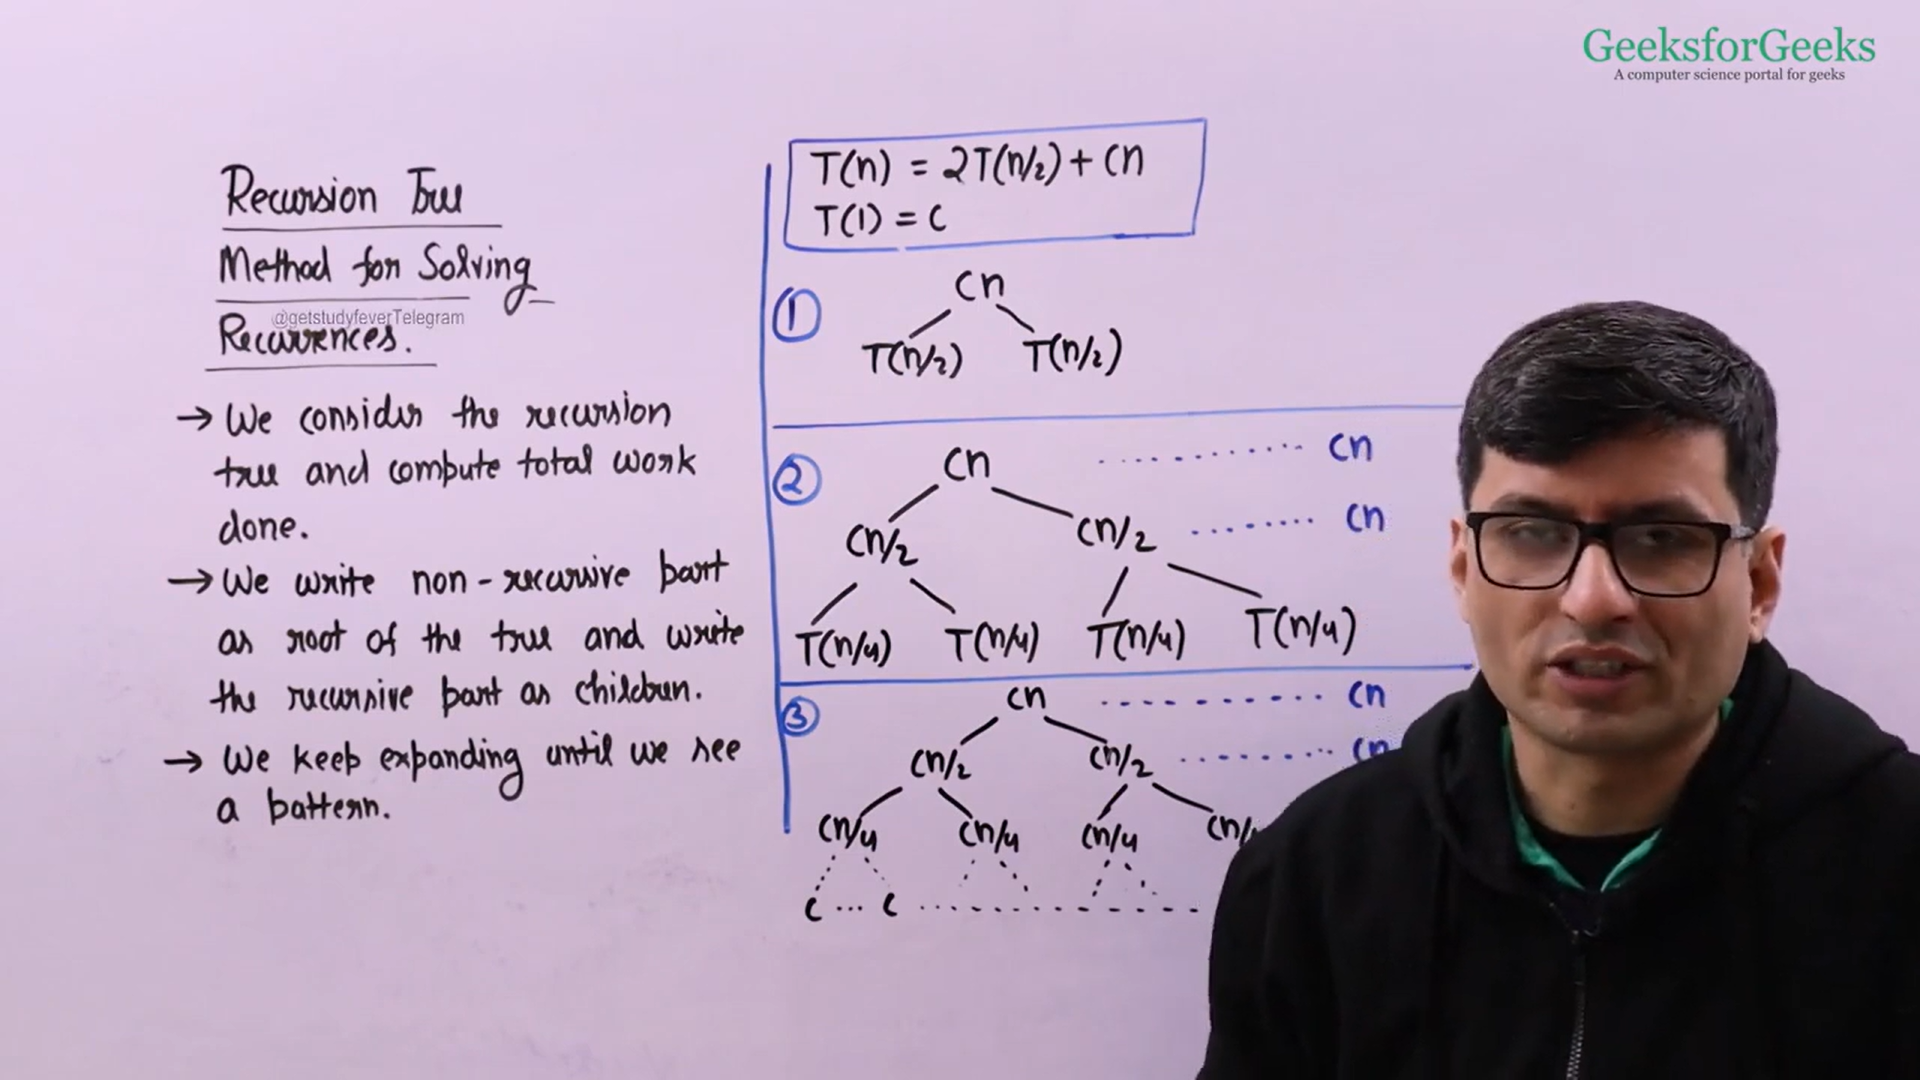 GeeksforGeeks
A computer science portal for geeks
Recursion Tree
Method for Solving
@getstudyfeverTelegram
Recurrences.
→ We consider the recursion
tree and compute total work
done.
→ We write non-recursive part
as root of the tree and write
the recursive part as children.
→ We keep expanding until we see
a pattern.
T(n) = 2T(n/2) + Cn
T(1) = C
① Cn
T(n/2) T(n/2)
② Cn ........... Cn
Cn/2 Cn/2 ........ Cn
T(n/4) T(n/4) T(n/4) T(n/4)
③ Cn .......... Cn
Cn/2 Cn/2 ......... Cn
Cn/4 Cn/4 Cn/4 Cn/
C ... C ....................